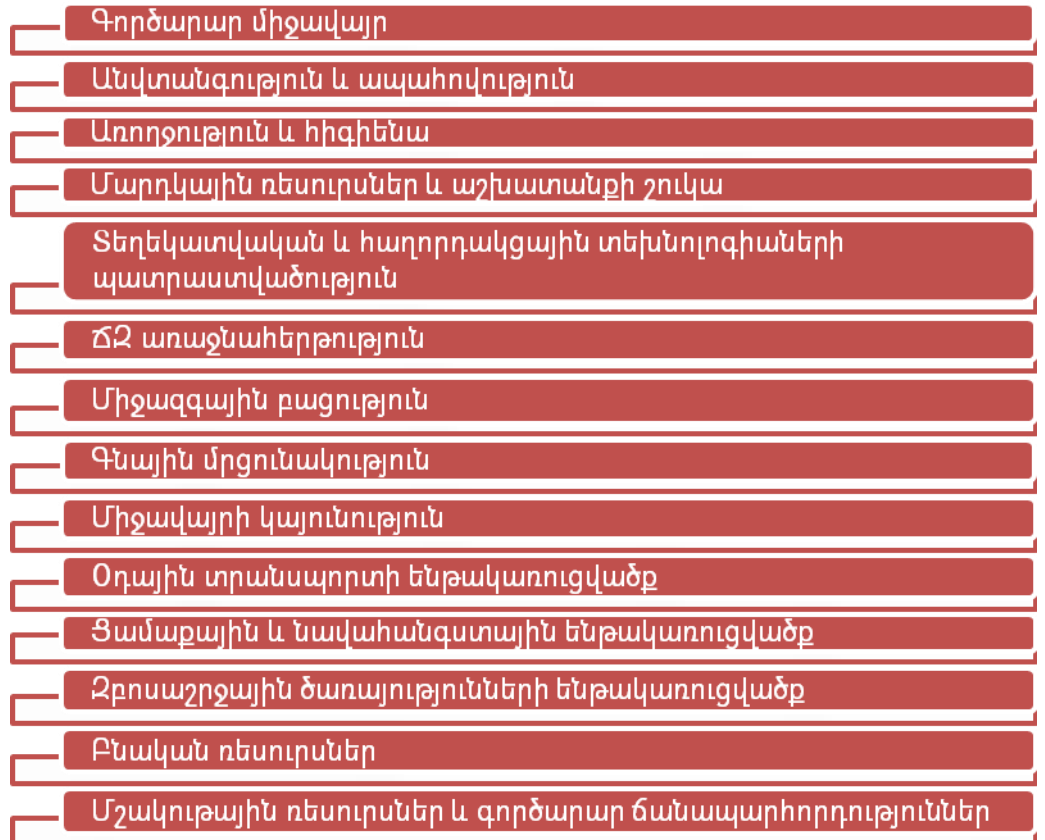 Գործարար միջավայր
Անվտանգություն և ապահովություն
Առողջություն և հիգիենա
Մարդկային ռեսուրսներ և աշխատանքի շուկա
Տեղեկատվական և հաղորդակցային տեխնոլոգիաների
պատրաստվածություն
ՃԶ առաջնահերթություն
Միջազգային բացություն
Գնային մրցունակություն
Միջավայրի կայունություն
Օդային տրանսպորտի ենթակառուցվածք
Ցամաքային և նավահանգստային ենթակառուցվածք
Զբոսաշրջային ծառայությունների ենթակառուցվածք
Բնական ռեսուրսներ
Մշակութային ռեսուրսներ և գործարար ճանապարհորդություններ